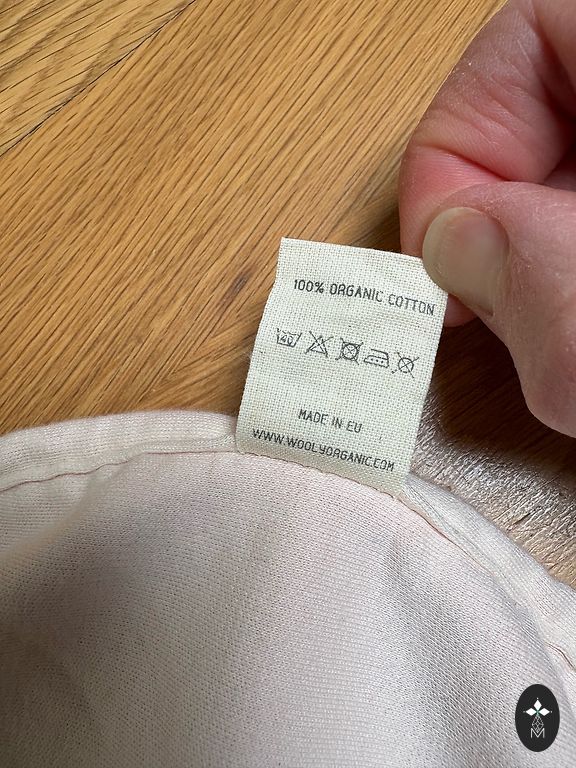 100% ORGANIC COTTON
40
MADE IN EU
WWW.WOOLYORGANIC.COM
M